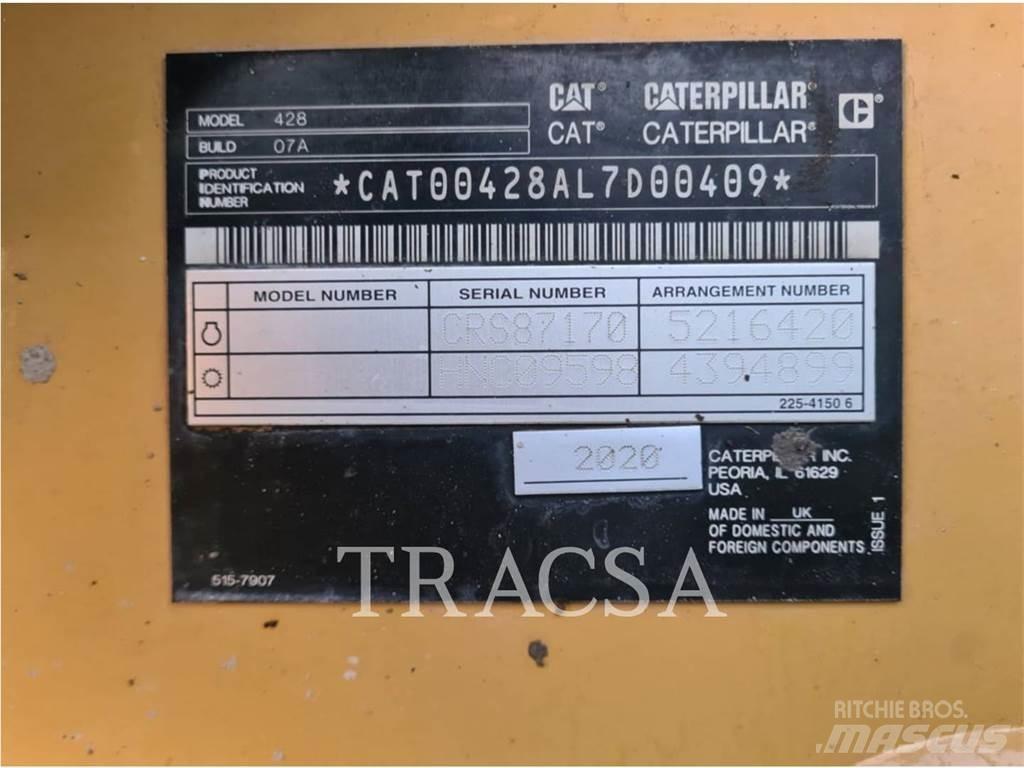 CAT® CATERPILLAR®
CAT® CATERPILLAR®
MODEL 428
BUILD 07A
PRODUCT
IDENTIFICATION
NUMBER
*CAT00428AL7D00409*
MODEL NUMBER SERIAL NUMBER ARRANGEMENT NUMBER
CRS87170 5216420
HNC09598 4394899
225-4150 6
2020
CATERPILLAR INC.
PEORIA, IL 61629
USA
MADE IN UK
OF DOMESTIC AND
FOREIGN COMPONENTS
ISSUE 1
515-7907
TRACSA
RITCHIE BROS.
MASCUS